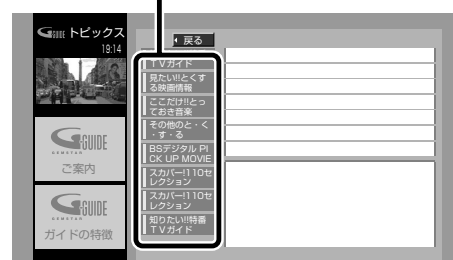 GGUIDE トピックス
19:14
戻る
ＴＶガイド
見たい!!とくす
る映画情報
ここだけ!!とっ
ておき音楽
その他のと・く
・す・る
BSデジタル PI
CK UP MOVIE
スカパー!110セ
レクション
スカパー!110セ
レクション
知りたい!!特番
ＴＶガイド
GGUIDE
GEMSTAR
ご案内
GGUIDE
GEMSTAR
ガイドの特徴